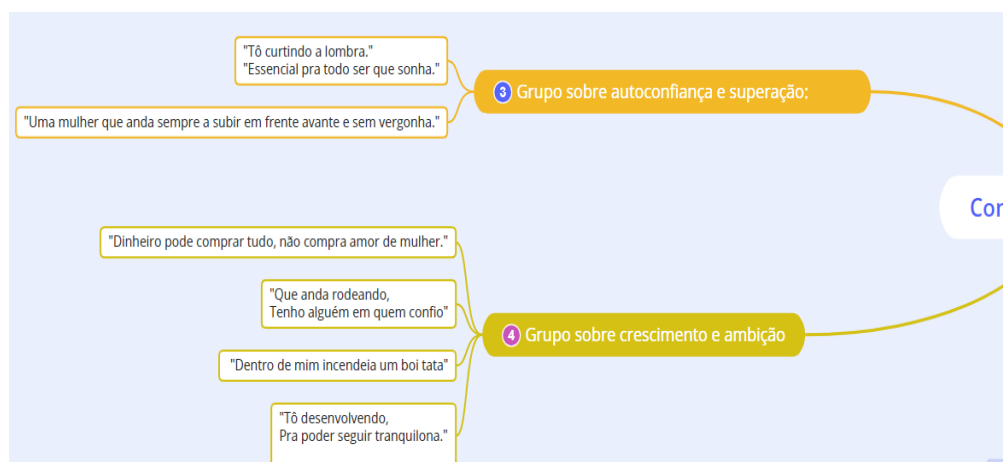 "Tô curtindo a lombra."
"Essencial pra todo ser que sonha."
3 Grupo sobre autoconfiança e superação:
"Uma mulher que anda sempre a subir em frente avante e sem vergonha."
Cor
"Dinheiro pode comprar tudo, não compra amor de mulher."
"Que anda rodeando,
Tenho alguém em quem confio"
4 Grupo sobre crescimento e ambição
"Dentro de mim incendeia um boi tata"
"Tô desenvolvendo,
Pra poder seguir tranquilona."